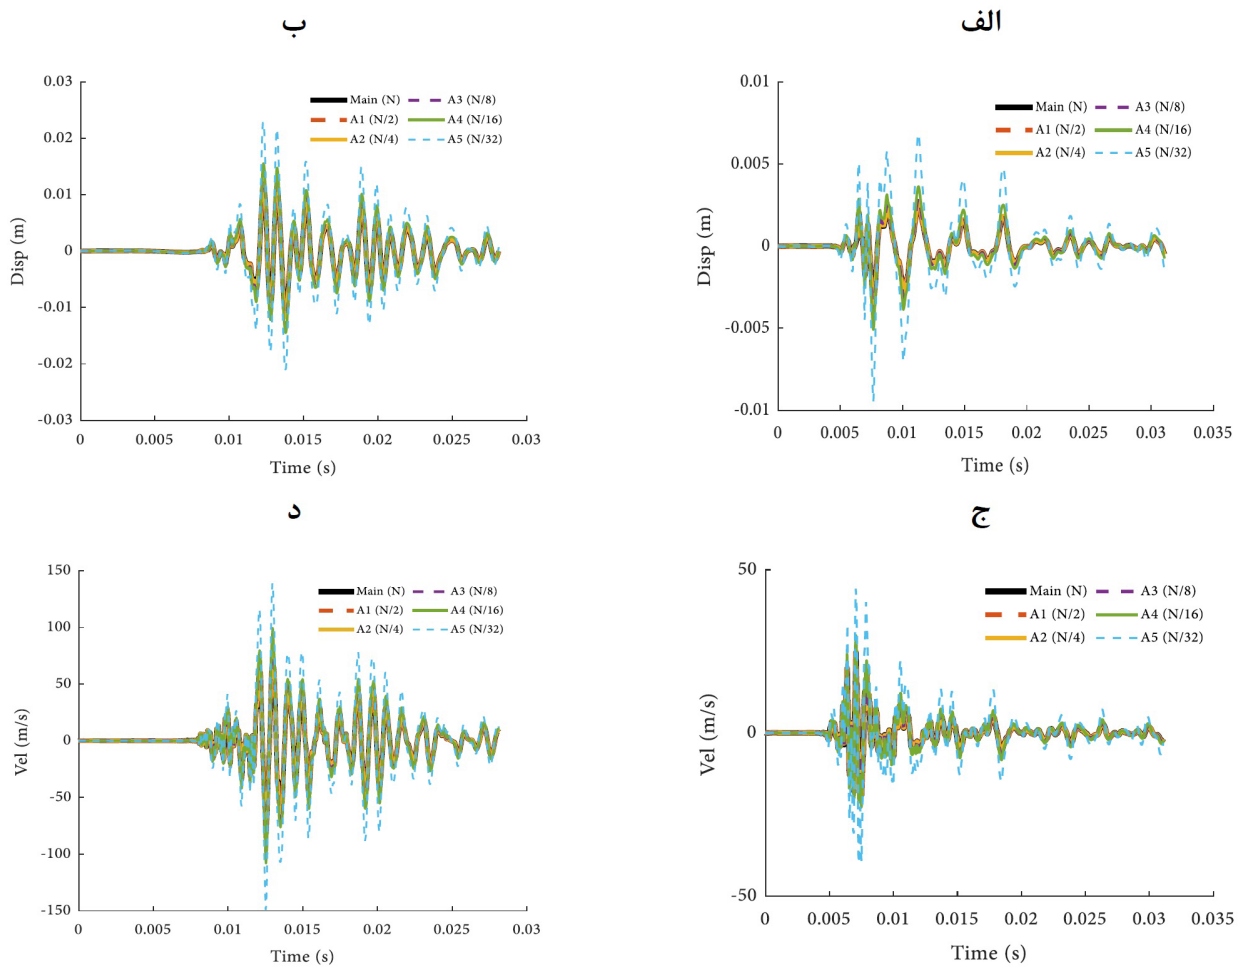 ب
0.03
0.02
0.01
0
-0.01
-0.02
-0.03
Disp (m)
Main (N) A3 (N/8)
A1 (N/2) A4 (N/16)
A2 (N/4) A5 (N/32)
0 0.005 0.01 0.015 0.02 0.025 0.03
Time (s)
الف
0.01
0.005
0
-0.005
-0.01
Disp (m)
Main (N) A3 (N/8)
A1 (N/2) A4 (N/16)
A2 (N/4) A5 (N/32)
0 0.005 0.01 0.015 0.02 0.025 0.03 0.035
Time (s)
د
150
100
50
0
-50
-100
-150
Vel (m/s)
Main (N) A3 (N/8)
A1 (N/2) A4 (N/16)
A2 (N/4) A5 (N/32)
0 0.005 0.01 0.015 0.02 0.025 0.03
Time (s)
ج
50
0
-50
Vel (m/s)
Main (N) A3 (N/8)
A1 (N/2) A4 (N/16)
A2 (N/4) A5 (N/32)
0 0.005 0.01 0.015 0.02 0.025 0.03 0.035
Time (s)